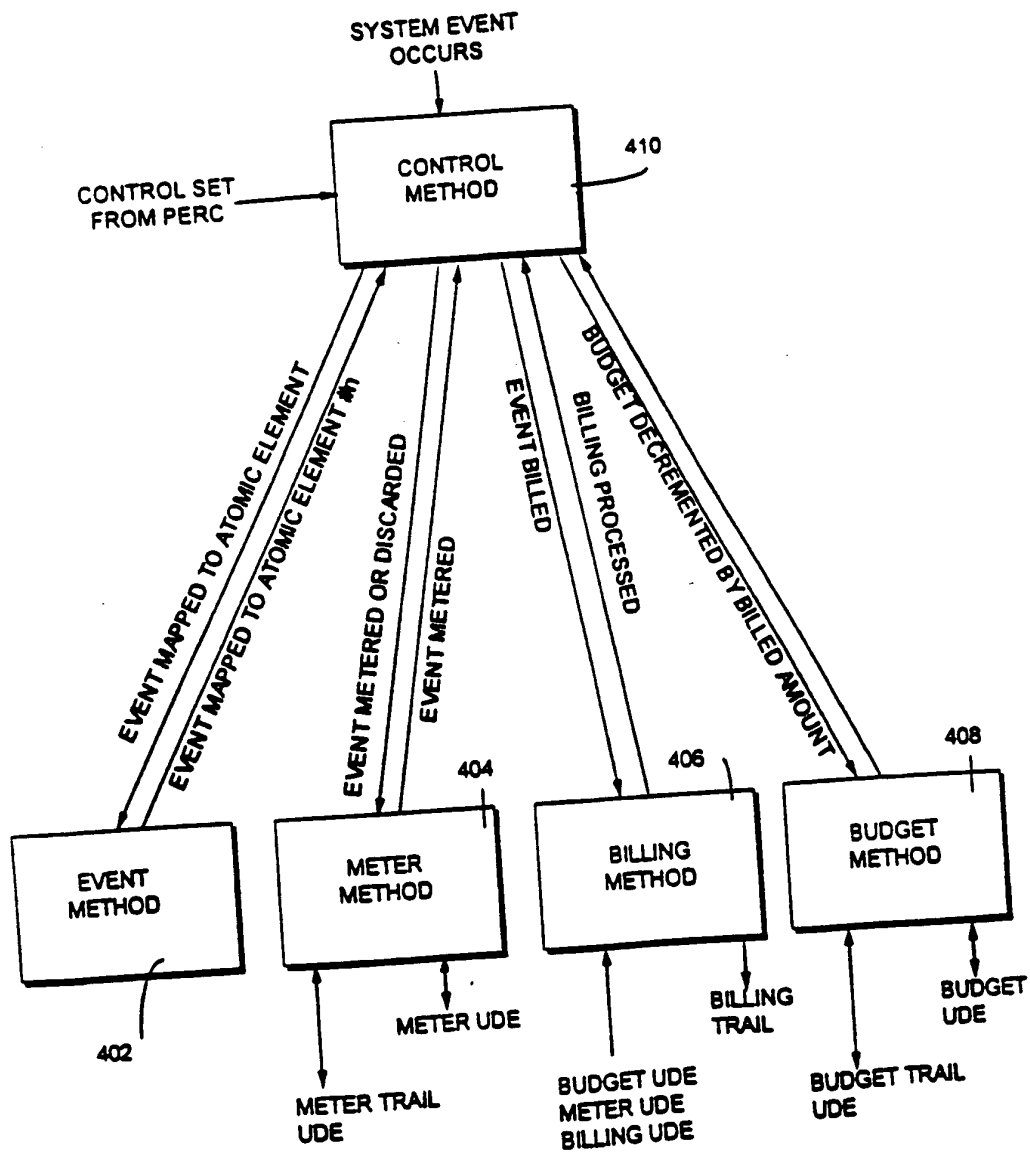 SYSTEM EVENT
OCCURS
CONTROL
METHOD
410
CONTROL SET
FROM PERC
EVENT MAPPED TO ATOMIC ELEMENT
EVENT MAPPED TO ATOMIC ELEMENT #n
EVENT METERED OR DISCARDED
EVENT METERED
EVENT BILLED
BILLING PROCESSED
BUDGET DECREMENTED BY BILLED AMOUNT
404
406
408
EVENT
METHOD
METER
METHOD
BILLING
METHOD
BUDGET
METHOD
402
METER UDE
METER TRAIL
UDE
BUDGET UDE
METER UDE
BILLING UDE
BILLING
TRAIL
BUDGET TRAIL
UDE
BUDGET
UDE